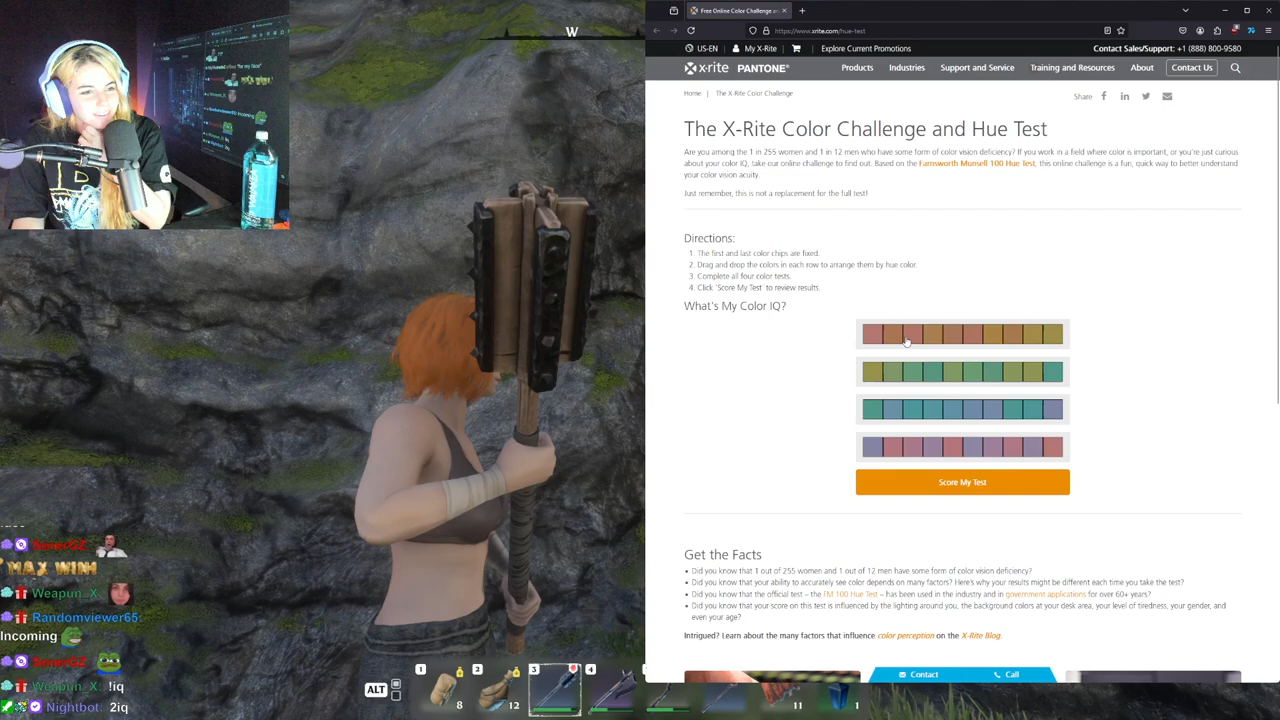 W
Free Online Color Challenge an
https://www.xrite.com/hue-test
US-EN
My X-Rite
Explore Current Promotions
Contact Sales/Support: +1 (888) 800-9580
x·rite PANTONE®
Products
Industries
Support and Service
Training and Resources
About
Contact Us
Home | The X-Rite Color Challenge
Share
The X-Rite Color Challenge and Hue Test
Are you among the 1 in 255 women and 1 in 12 men who have some form of color vision deficiency? If you work in a field where color is important, or you're just curious
about your color IQ, take our online challenge to find out. Based on the Farnsworth Munsell 100 Hue Test, this online challenge is a fun, quick way to better understand
your color vision acuity.
Just remember, this is not a replacement for the full test!
Directions:
1. The first and last color chips are fixed.
2. Drag and drop the colors in each row to arrange them by hue color.
3. Complete all four color tests.
4. Click 'Score My Test' to review results.
What's My Color IQ?
Score My Test
Get the Facts
• Did you know that 1 out of 255 women and 1 out of 12 men have some form of color vision deficiency?
• Did you know that your ability to accurately see color depends on many factors? Here's why your results might be different each time you take the test?
• Did you know that the official test – the FM 100 Hue Test – has been used in the industry and in government applications for over 60+ years?
• Did you know that your score on this test is influenced by the lighting around you, the background colors at your desk area, your level of tiredness, your gender, and
even your age?
Intrigued? Learn about the many factors that influence color perception on the X-Rite Blog.
Contact
Call
MAX WIN
Weapun_X:
Randomviewer65:
Incoming
Weapun_X: !iq
Nightbot: 2iq
ALT
1
8
2
12
3
4
11
1